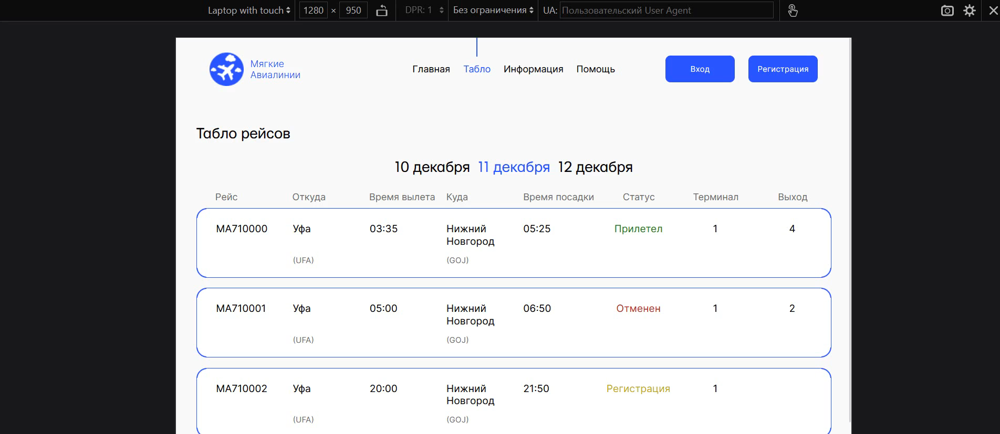 Laptop with touch 1280 × 950 DPR: 1 Без ограничения UA: Пользовательский User Agent
Мягкие
Авиалинии
Главная Табло Информация Помощь Вход Регистрация
Табло рейсов
10 декабря 11 декабря 12 декабря
Рейс Откуда Время вылета Куда Время посадки Статус Терминал Выход
MA710000 Уфа 03:35 Нижний 05:25 Прилетел 1 4
Новгород
(UFA) (GOJ)
MA710001 Уфа 05:00 Нижний 06:50 Отменен 1 2
Новгород
(UFA) (GOJ)
MA710002 Уфа 20:00 Нижний 21:50 Регистрация 1
Новгород
(UFA) (GOJ)